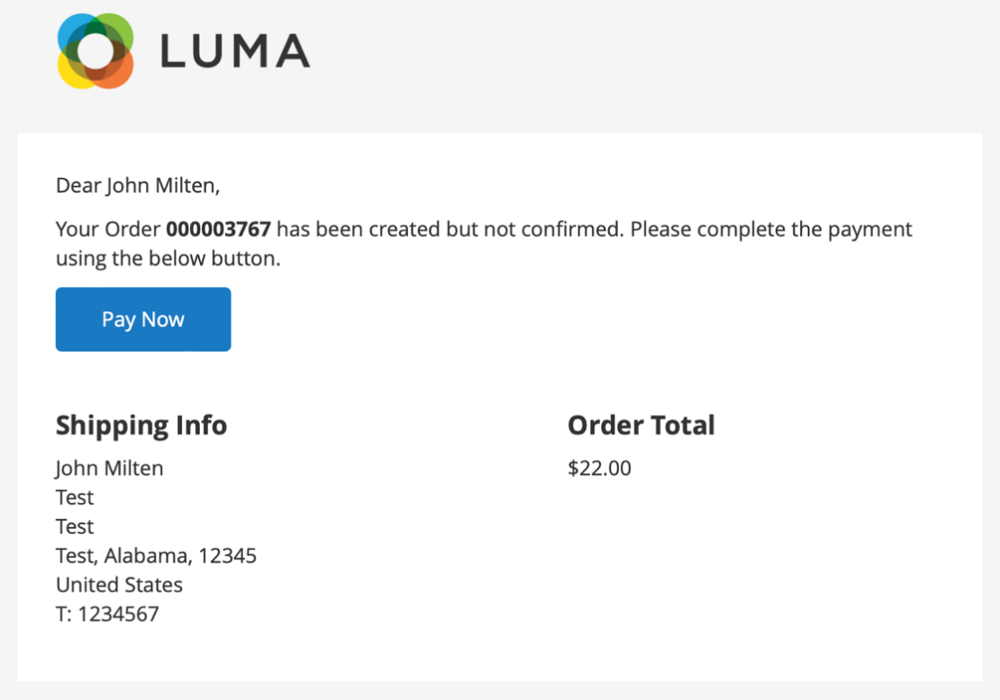 LUMA
Dear John Milten,
Your Order 000003767 has been created but not confirmed. Please complete the payment
using the below button.
Pay Now
Shipping Info
John Milten
Test
Test
Test, Alabama, 12345
United States
T: 1234567
Order Total
$22.00